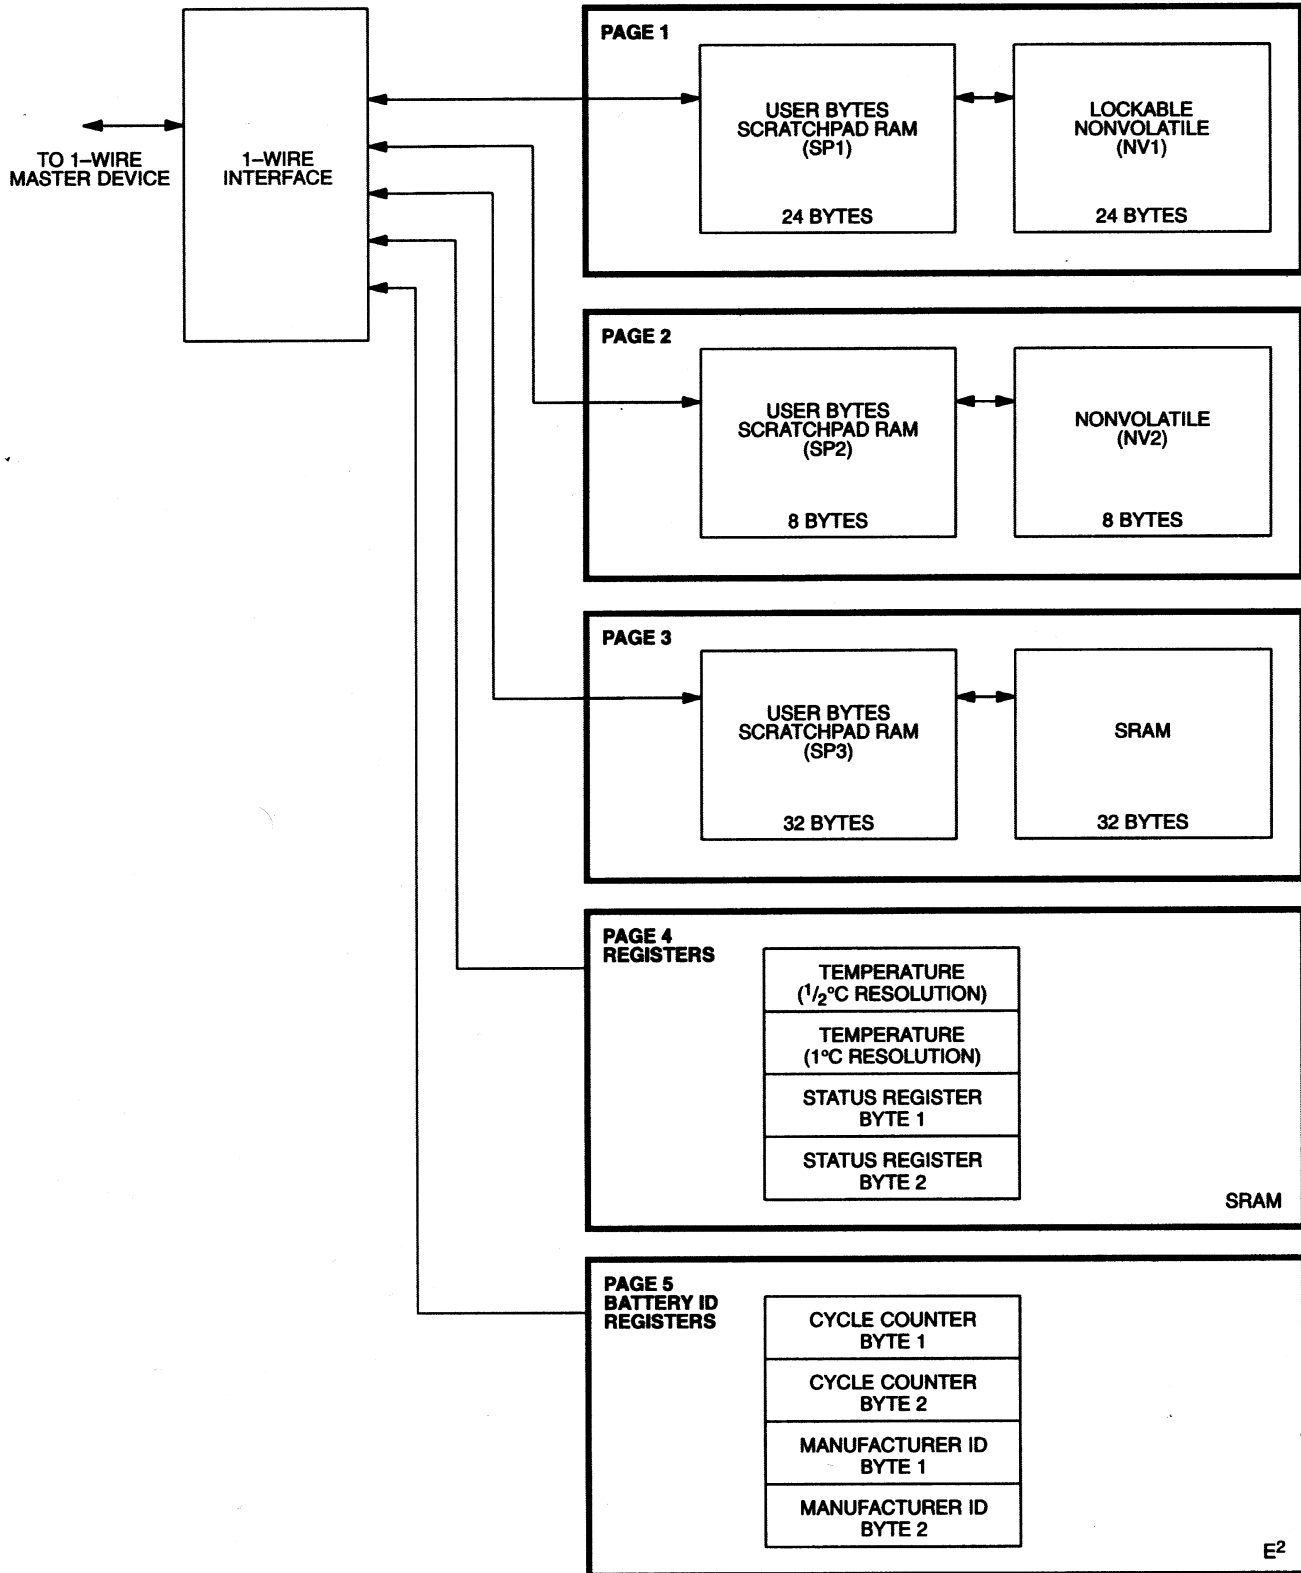 TO 1–WIRE
MASTER DEVICE
1–WIRE
INTERFACE
PAGE 1
USER BYTES
SCRATCHPAD RAM
(SP1)
24 BYTES
LOCKABLE
NONVOLATILE
(NV1)
24 BYTES
PAGE 2
USER BYTES
SCRATCHPAD RAM
(SP2)
8 BYTES
NONVOLATILE
(NV2)
8 BYTES
PAGE 3
USER BYTES
SCRATCHPAD RAM
(SP3)
32 BYTES
SRAM
32 BYTES
PAGE 4
REGISTERS
TEMPERATURE
(1/2°C RESOLUTION)
TEMPERATURE
(1°C RESOLUTION)
STATUS REGISTER
BYTE 1
STATUS REGISTER
BYTE 2
SRAM
PAGE 5
BATTERY ID
REGISTERS
CYCLE COUNTER
BYTE 1
CYCLE COUNTER
BYTE 2
MANUFACTURER ID
BYTE 1
MANUFACTURER ID
BYTE 2
E²